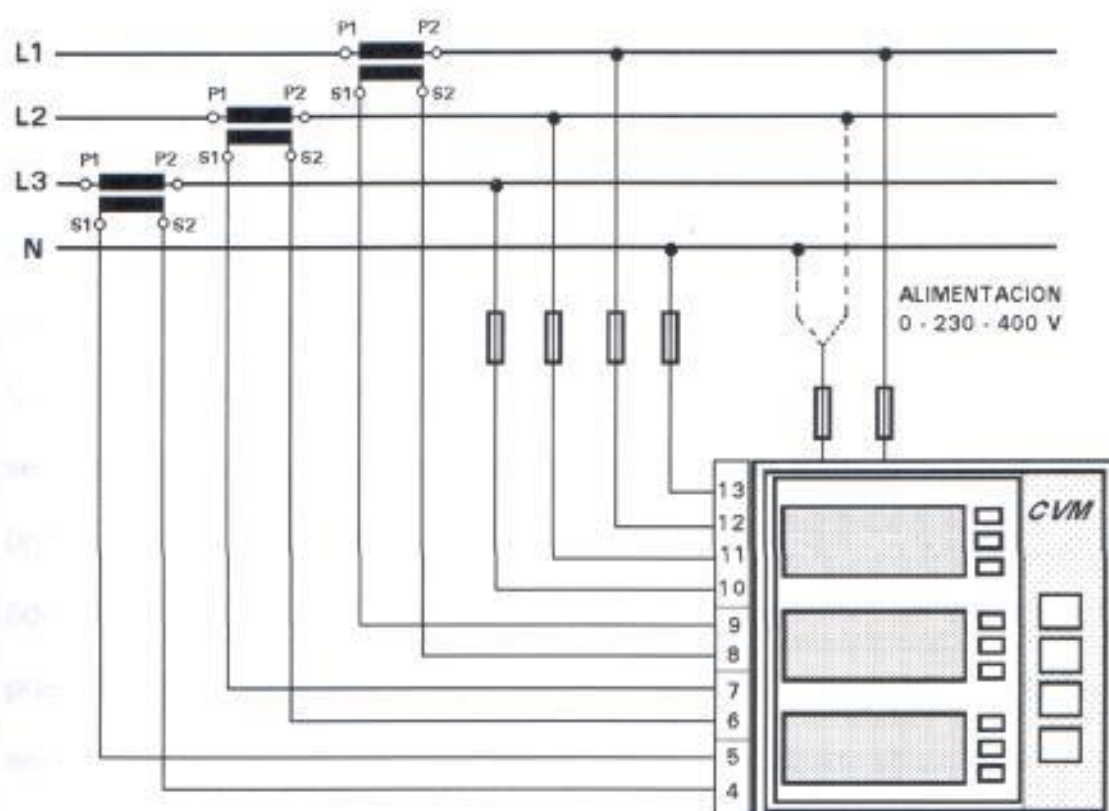 P1 P2
L1
S1 S2
P1 P2
L2
S1 S2
P1 P2
L3
S1 S2
N
ALIMENTACION
0 - 230 - 400 V
CVM
13
12
11
10
9
8
7
6
5
4
se